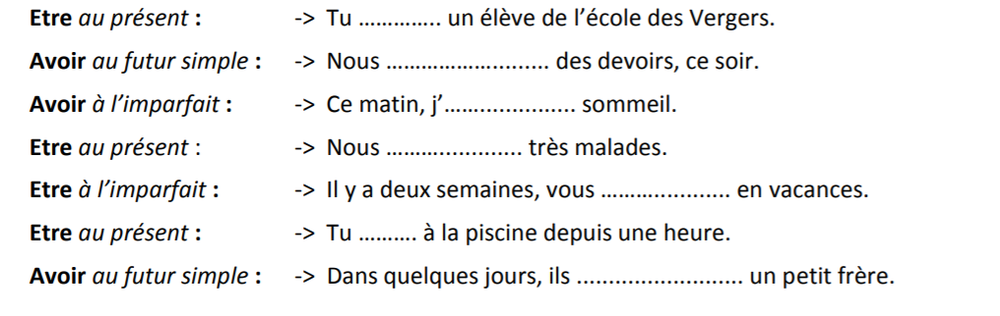 Etre au présent : -> Tu ………….. un élève de l’école des Vergers.
Avoir au futur simple : -> Nous ………………......... des devoirs, ce soir.
Avoir à l’imparfait : -> Ce matin, j’……............... sommeil.
Etre au présent : -> Nous ………............. très malades.
Etre à l’imparfait : -> Il y a deux semaines, vous ………............ en vacances.
Etre au présent : -> Tu ………. à la piscine depuis une heure.
Avoir au futur simple : -> Dans quelques jours, ils .......................... un petit frère.